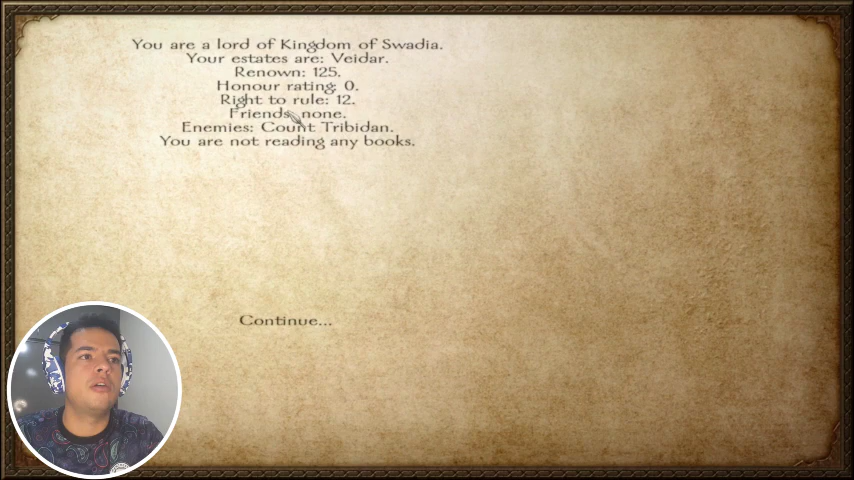 You are a lord of Kingdom of Swadia.
Your estates are: Veidar.
Renown: 125.
Honour rating: 0.
Right to rule: 12.
Friends: none.
Enemies: Count Tribidan.
You are not reading any books.
Continue...